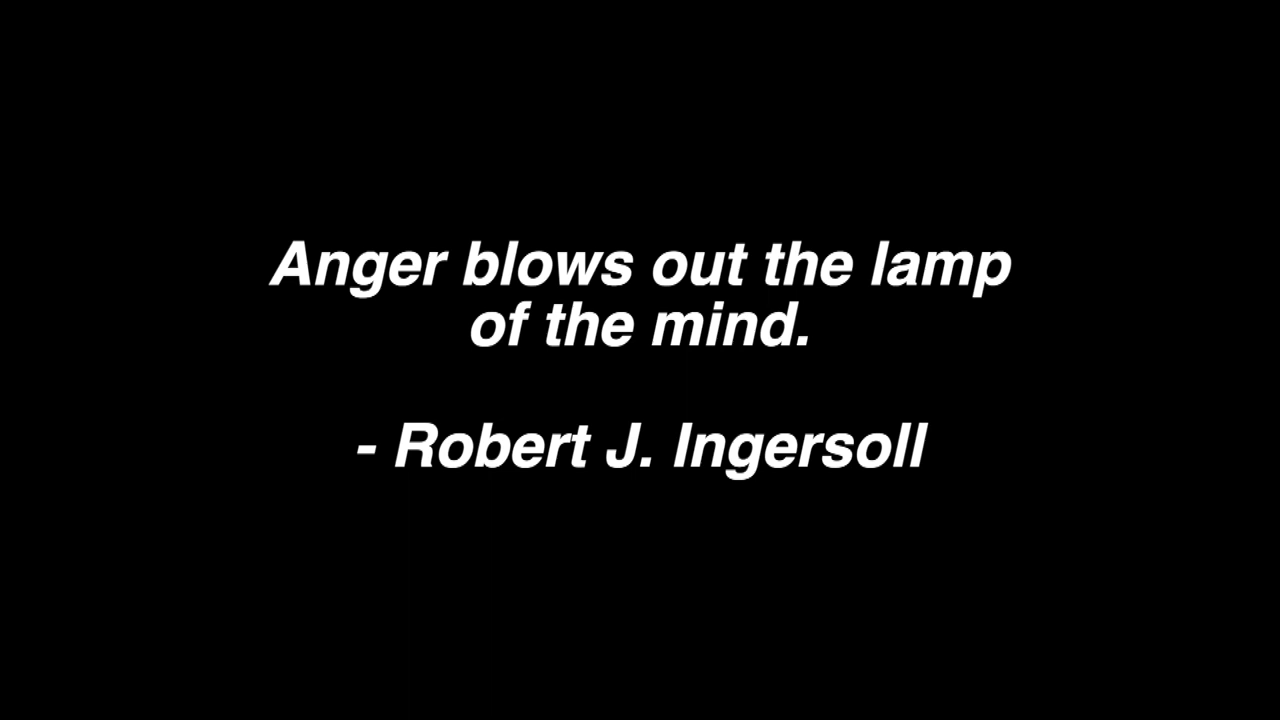 Anger blows out the lamp
of the mind.
- Robert J. Ingersoll